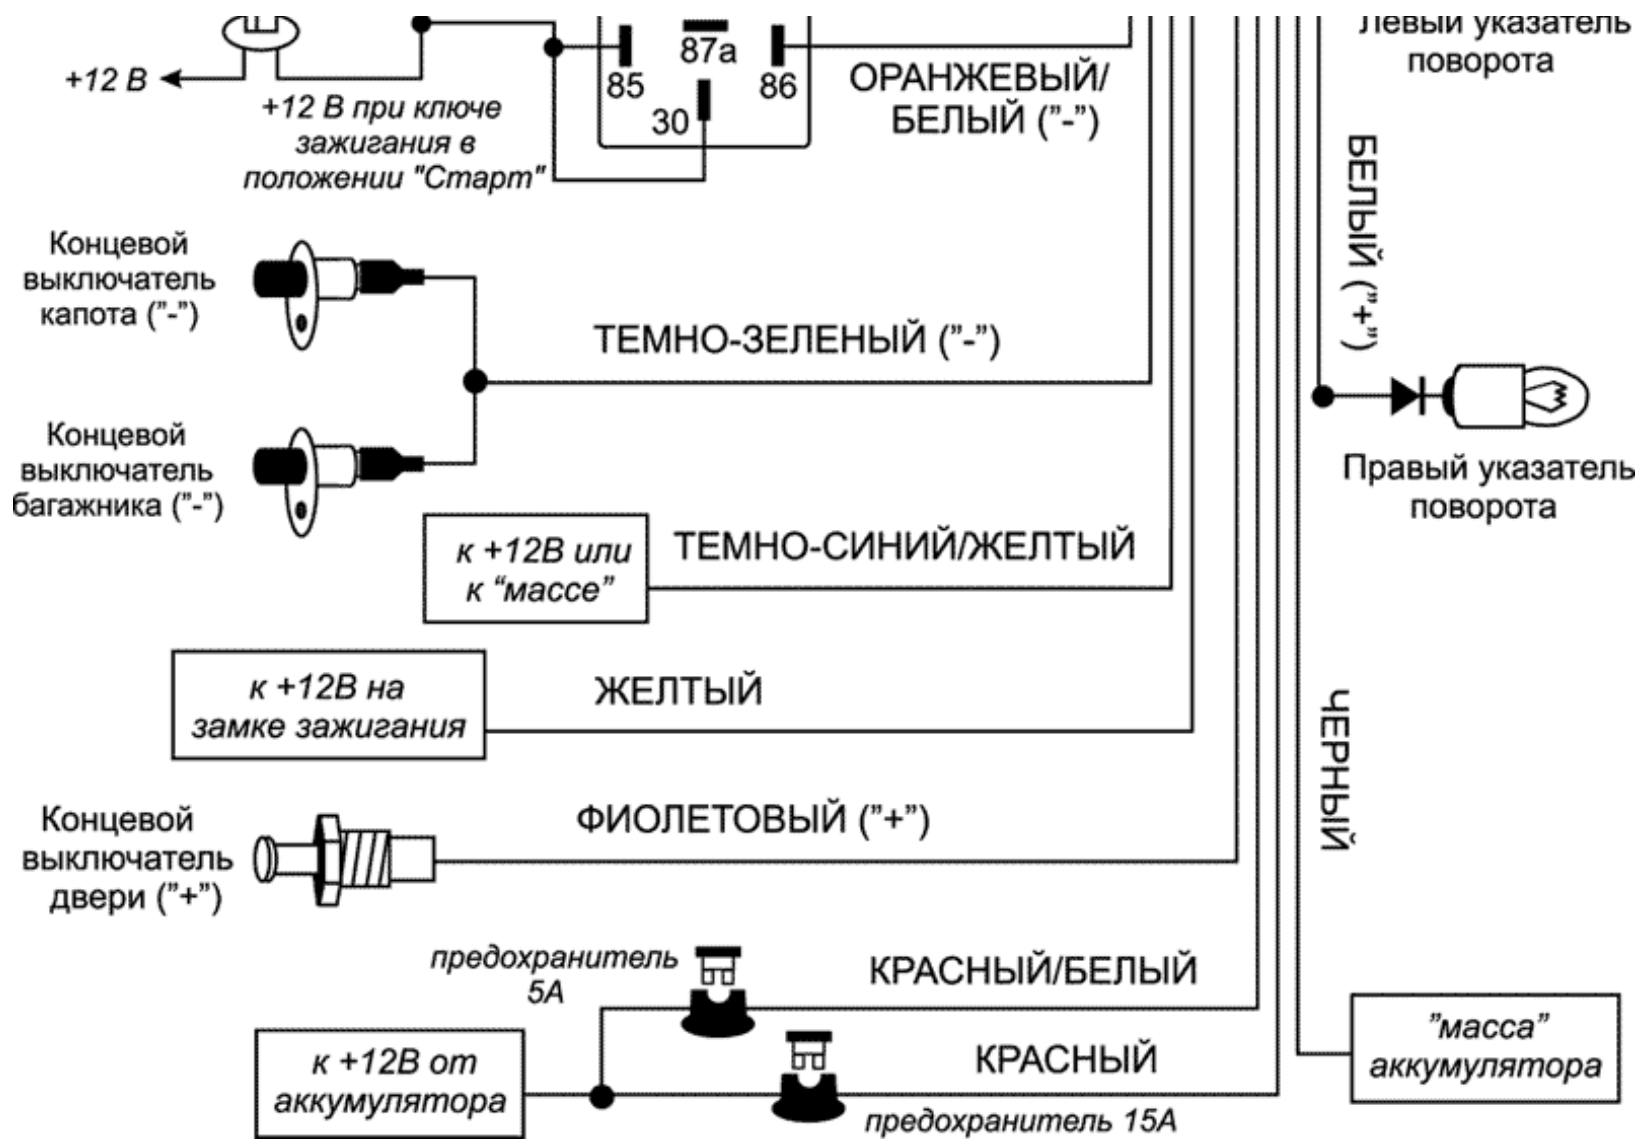 Левый указатель
поворота
+12 В
+12 В при ключе
зажигания в
положении "Старт"
87а
85
86
30
ОРАНЖЕВЫЙ/
БЕЛЫЙ (”-”)
БЕЛЫЙ (”+”)
Концевой
выключатель
капота (”-”)
ТЕМНО-ЗЕЛЕНЫЙ (”-”)
Концевой
выключатель
багажника (”-”)
Правый указатель
поворота
к +12В или
к “массе”
ТЕМНО-СИНИЙ/ЖЕЛТЫЙ
к +12В на
замке зажигания
ЖЕЛТЫЙ
ЧЕРНЫЙ
Концевой
выключатель
двери (”+”)
ФИОЛЕТОВЫЙ (”+”)
предохранитель
5А
КРАСНЫЙ/БЕЛЫЙ
к +12В от
аккумулятора
КРАСНЫЙ
предохранитель 15А
”масса”
аккумулятора